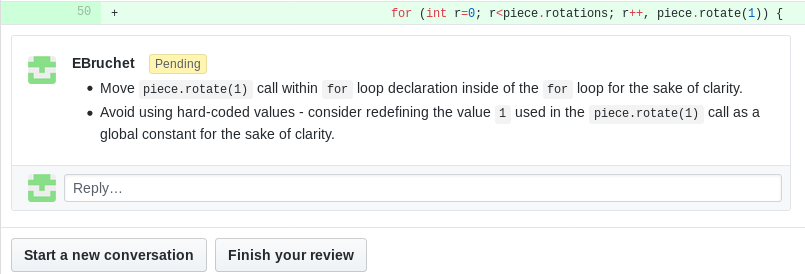 50 + for (int r=0; r<piece.rotations; r++, piece.rotate(1)) {
EBruchet Pending
• Move piece.rotate(1) call within for loop declaration inside of the for loop for the sake of clarity.
• Avoid using hard-coded values - consider redefining the value 1 used in the piece.rotate(1) call as a
global constant for the sake of clarity.
Reply…
Start a new conversation Finish your review